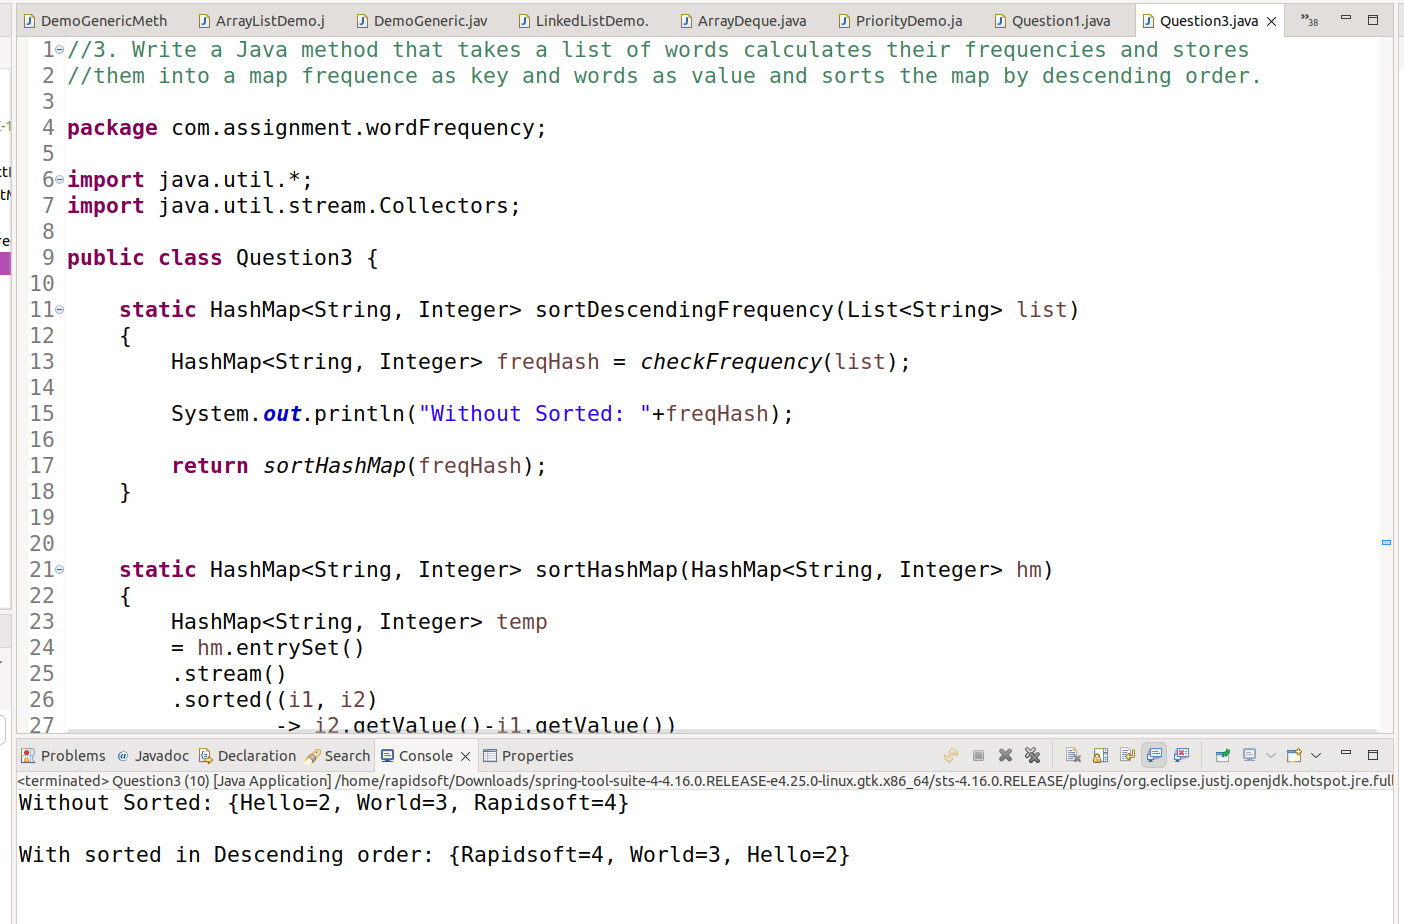 DemoGenericMeth ArrayListDemo.j DemoGeneric.jav LinkedListDemo. ArrayDeque.java PriorityDemo.ja Question1.java Question3.java »38
1 //3. Write a Java method that takes a list of words calculates their frequencies and stores
2 //them into a map frequence as key and words as value and sorts the map by descending order.
3
4 package com.assignment.wordFrequency;
5
6 import java.util.*;
7 import java.util.stream.Collectors;
8
9 public class Question3 {
10
11 static HashMap<String, Integer> sortDescendingFrequency(List<String> list)
12 {
13 HashMap<String, Integer> freqHash = checkFrequency(list);
14
15 System.out.println("Without Sorted: "+freqHash);
16
17 return sortHashMap(freqHash);
18 }
19
20
21 static HashMap<String, Integer> sortHashMap(HashMap<String, Integer> hm)
22 {
23 HashMap<String, Integer> temp
24 = hm.entrySet()
25 .stream()
26 .sorted((i1, i2)
27 -> i2.getValue()-i1.getValue())
Problems Javadoc Declaration Search Console Properties
<terminated> Question3 (10) [Java Application] /home/rapidsoft/Downloads/spring-tool-suite-4-4.16.0.RELEASE-e4.25.0-linux.gtk.x86_64/sts-4.16.0.RELEASE/plugins/org.eclipse.justj.openjdk.hotspot.jre.full
Without Sorted: {Hello=2, World=3, Rapidsoft=4}
With sorted in Descending order: {Rapidsoft=4, World=3, Hello=2}